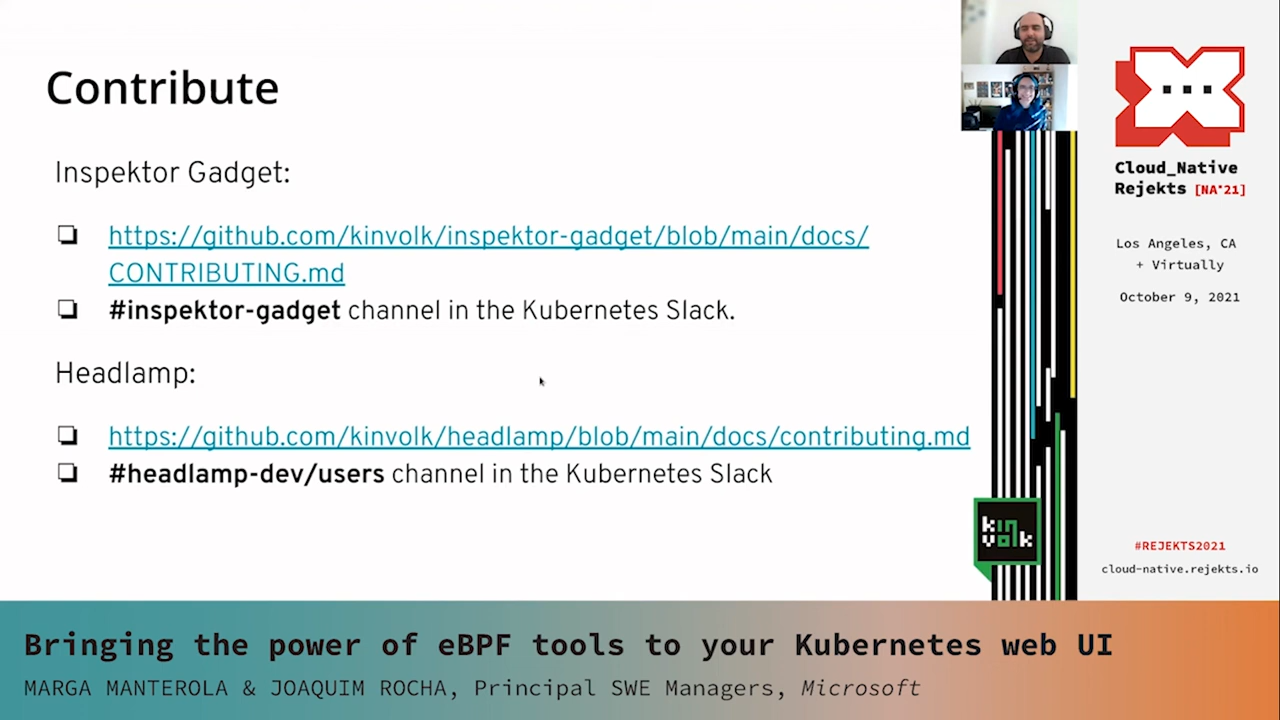 Contribute
Inspektor Gadget:
❏ https://github.com/kinvolk/inspektor-gadget/blob/main/docs/
CONTRIBUTING.md
❏ #inspektor-gadget channel in the Kubernetes Slack.
Headlamp:
❏ https://github.com/kinvolk/headlamp/blob/main/docs/contributing.md
❏ #headlamp-dev/users channel in the Kubernetes Slack
kin
volk
Cloud_Native
Rejekts [NA'21]
Los Angeles, CA
+ Virtually
October 9, 2021
#REJEKTS2021
cloud-native.rejekts.io
Bringing the power of eBPF tools to your Kubernetes web UI
MARGA MANTEROLA & JOAQUIM ROCHA, Principal SWE Managers, Microsoft